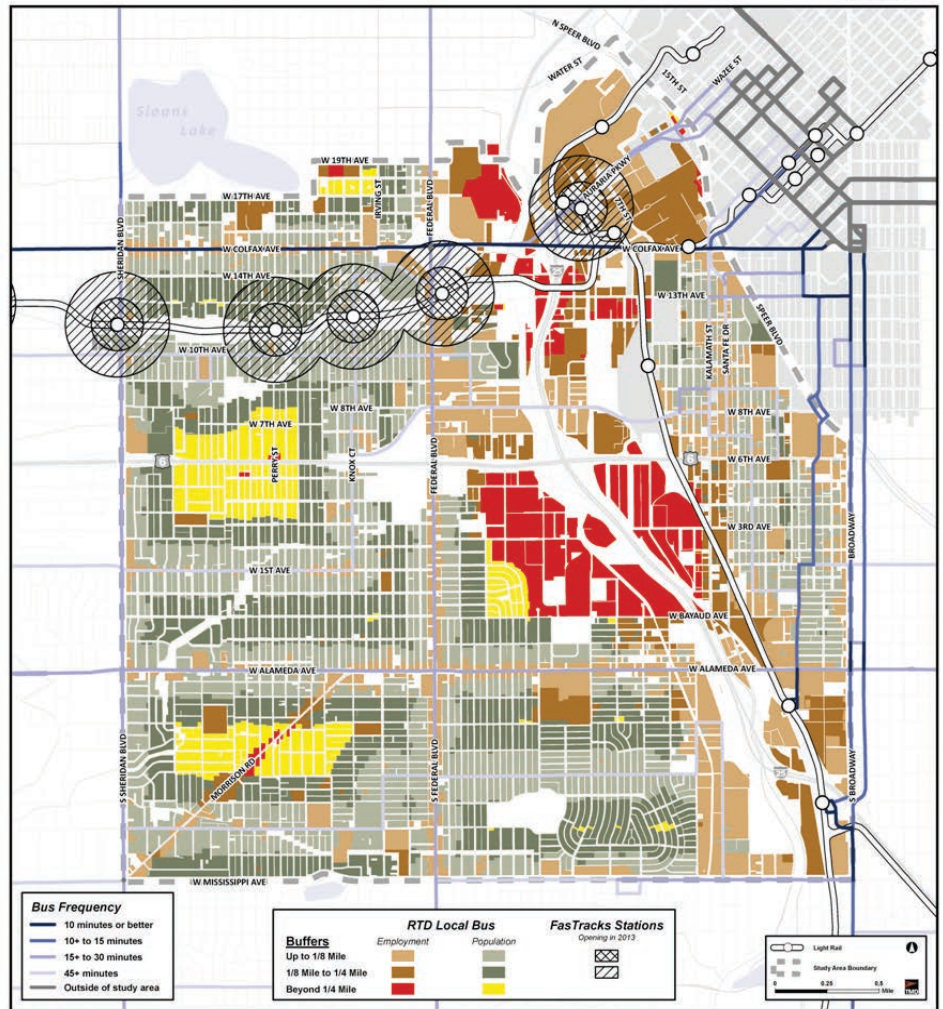 N SPEER BLVD
WATER ST
15TH ST
WAZEE ST
Sloans
Lake
W 19TH AVE
AURARIA PKWY
IRVING ST
FEDERAL BLVD
7TH ST
W 17TH AVE
SHERIDAN BLVD
W COLFAX AVE
W COLFAX AVE
W 14TH AVE
25
W 13TH AVE
KALAMATH ST
SANTA FE DR
SPEER BLVD
W 10TH AVE
W 8TH AVE
W 8TH AVE
W 7TH AVE
PERRY ST
KNOX CT
FEDERAL BLVD
6
6
W 6TH AVE
W 3RD AVE
BROADWAY
W 1ST AVE
W BAYAUD AVE
W ALAMEDA AVE
W ALAMEDA AVE
S SHERIDAN BLVD
MORRISON RD
S FEDERAL BLVD
25
S BROADWAY
W MISSISSIPPI AVE
Bus Frequency
10 minutes or better
10+ to 15 minutes
15+ to 30 minutes
45+ minutes
Outside of study area
RTD Local Bus
FasTracks Stations
Buffers
Employment
Population
Opening in 2013
Up to 1/8 Mile
1/8 Mile to 1/4 Mile
Beyond 1/4 Mile
Light Rail
Study Area Boundary
0 0.25 0.5
Mile